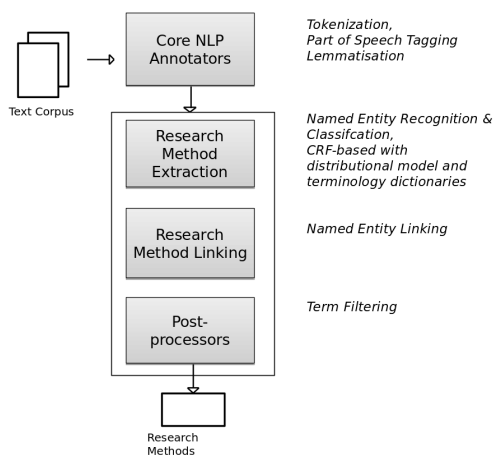 Core NLP
Annotators
Tokenization,
Part of Speech Tagging
Lemmatisation
Text Corpus
Research
Method
Extraction
Named Entity Recognition &
Classifcation,
CRF-based with
distributional model and
terminology dictionaries
Research
Method Linking
Named Entity Linking
Post-
processors
Term Filtering
Research
Methods